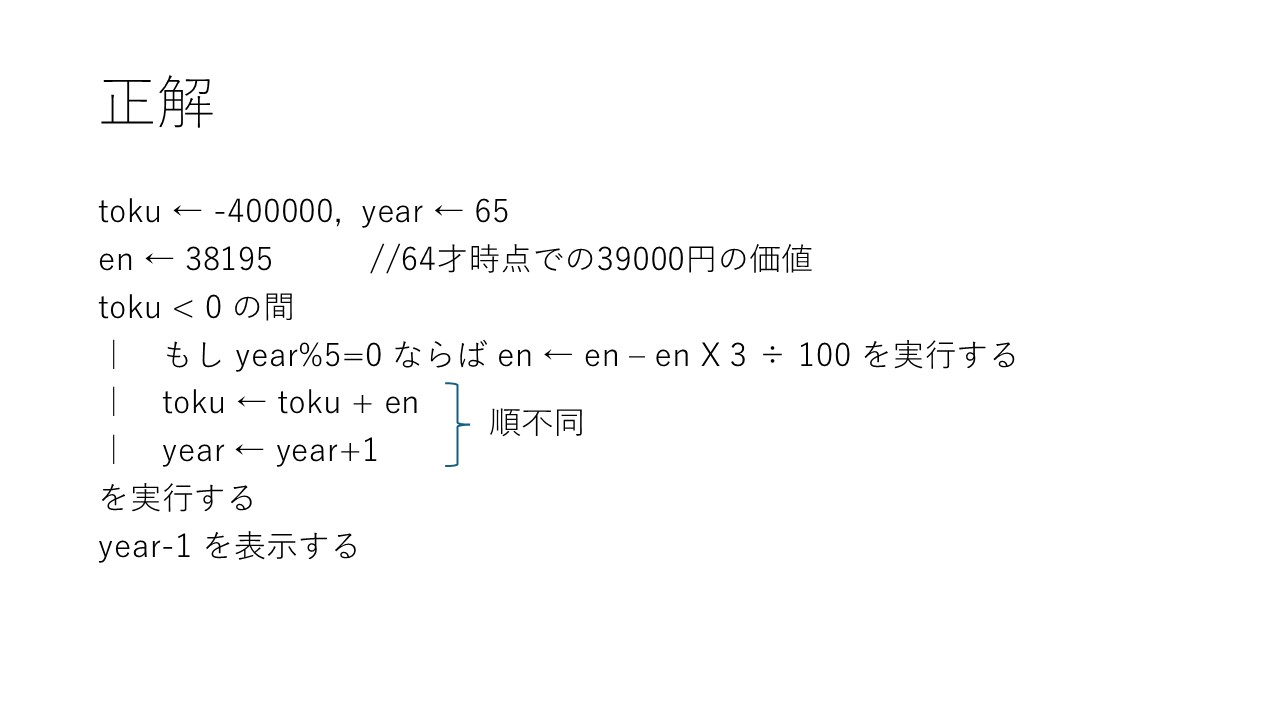 正解
toku ← -400000,  year ← 65
en ← 38195 //64才時点での39000円の価値
toku < 0 の間
｜ もし year%5=0 ならば en ← en – en X 3 ÷ 100 を実行する
｜ toku ← toku + en
順不同
｜ year ← year+1
を実行する
year-1 を表示する